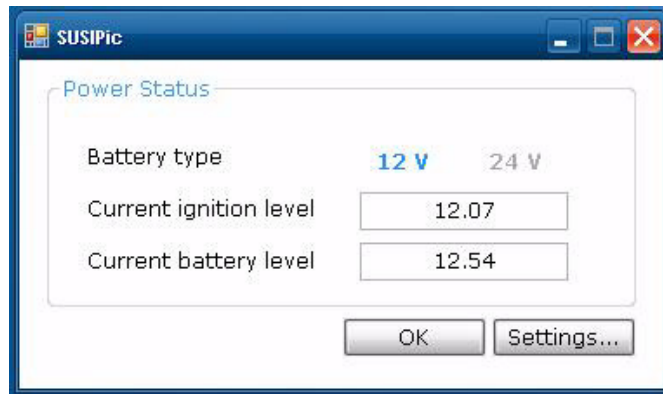 SUSIPic
Power Status
Battery type 12 V 24 V
Current ignition level 12.07
Current battery level 12.54
OK Settings...